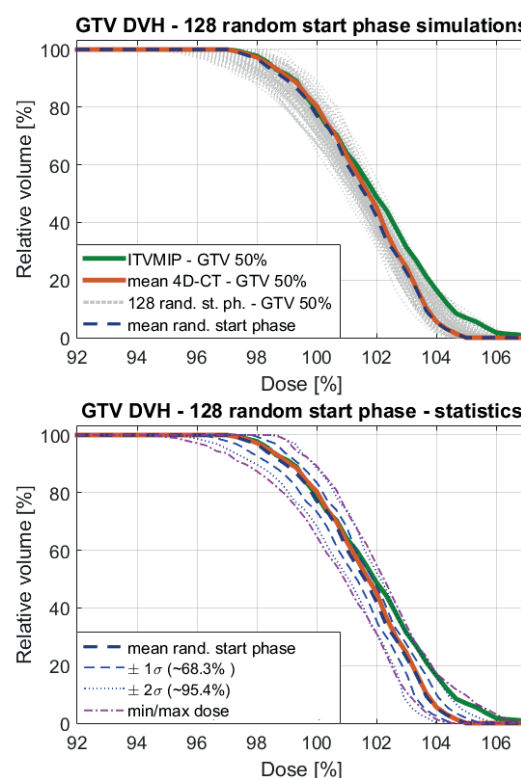 GTV DVH - 128 random start phase simulations
Relative volume [%]
100
80
60
40
20
0
ITVMIP - GTV 50%
mean 4D-CT - GTV 50%
128 rand. st. ph. - GTV 50%
mean rand. start phase
92 94 96 98 100 102 104 106
Dose [%]
GTV DVH - 128 random start phase - statistics
Relative volume [%]
100
80
60
40
20
0
mean rand. start phase
± 1σ (~68.3% )
± 2σ (~95.4%)
min/max dose
92 94 96 98 100 102 104 106
Dose [%]